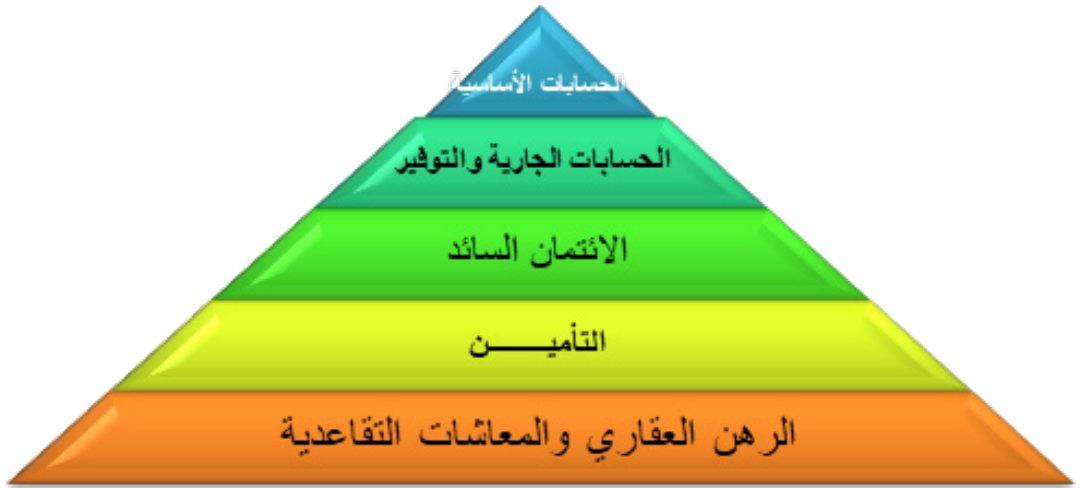 الحسابات الأساسية
الحسابات الجارية والتوفير
الائتمان السائد
التأميـــــــن
الرهن العقاري والمعاشات التقاعدية